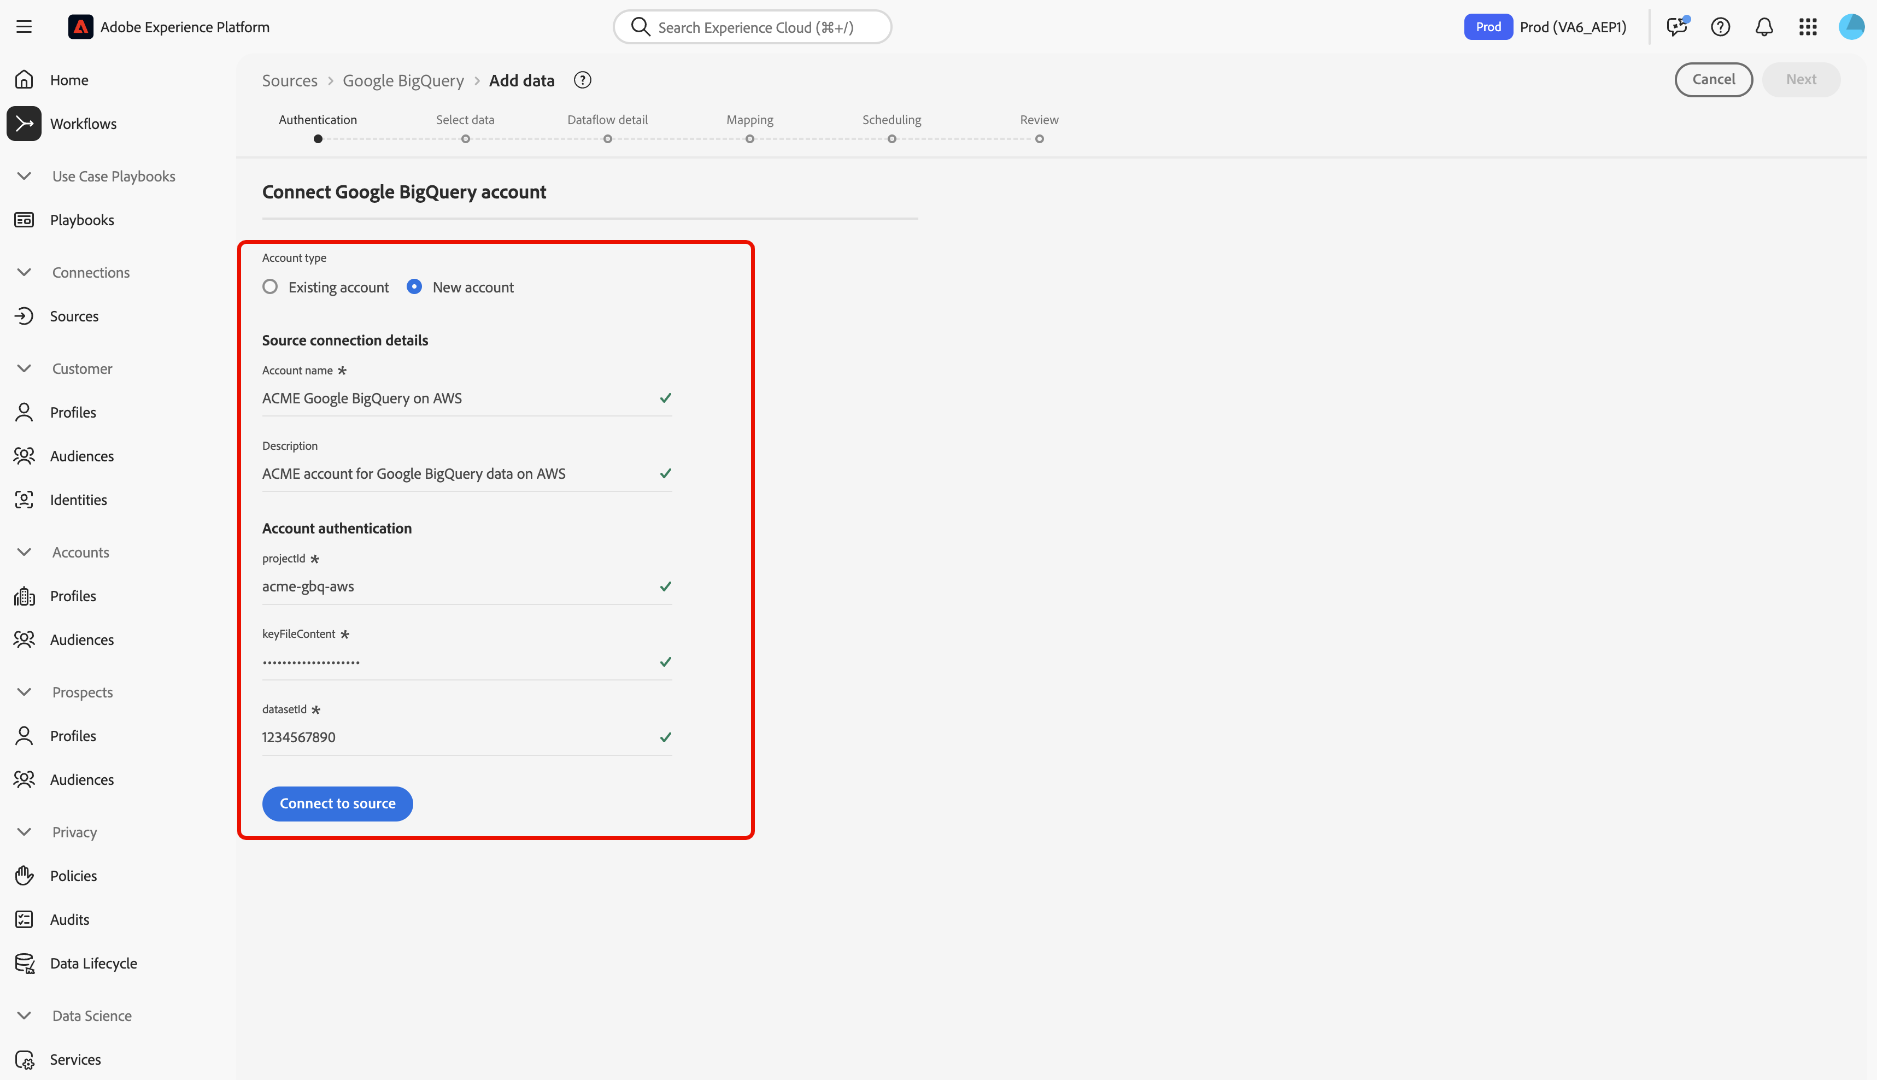 Adobe Experience Platform
Search Experience Cloud (⌘+/)
Prod
Prod (VA6_AEP1)
Home
Workflows
Use Case Playbooks
Playbooks
Connections
Sources
Customer
Profiles
Audiences
Identities
Accounts
Profiles
Audiences
Prospects
Profiles
Audiences
Privacy
Policies
Audits
Data Lifecycle
Data Science
Services
Sources > Google BigQuery > Add data
Cancel
Next
Authentication
Select data
Dataflow detail
Mapping
Scheduling
Review
Connect Google BigQuery account
Account type
Existing account
New account
Source connection details
Account name *
ACME Google BigQuery on AWS
Description
ACME account for Google BigQuery data on AWS
Account authentication
projectId *
acme-gbq-aws
keyFileContent *
••••••••••••••••••••
datasetId *
1234567890
Connect to source